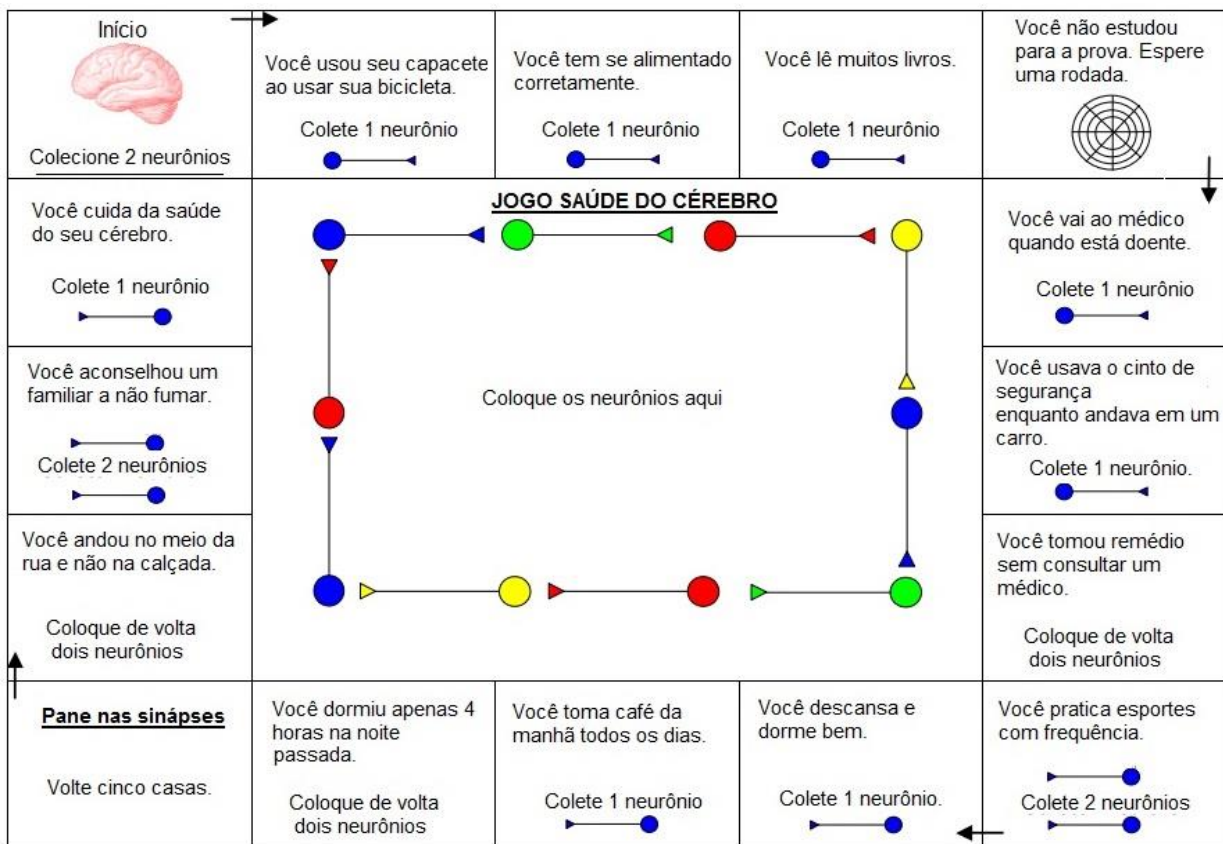 Início
Colecione 2 neurônios
Você usou seu capacete
ao usar sua bicicleta.
Colete 1 neurônio
Você tem se alimentado
corretamente.
Colete 1 neurônio
Você lê muitos livros.
Colete 1 neurônio
Você não estudou
para a prova. Espere
uma rodada.
Você cuida da saúde
do seu cérebro.
Colete 1 neurônio
JOGO SAÚDE DO CÉREBRO
Coloque os neurônios aqui
Você vai ao médico
quando está doente.
Colete 1 neurônio
Você aconselhou um
familiar a não fumar.
Colete 2 neurônios
Você usava o cinto de
segurança
enquanto andava em um
carro.
Colete 1 neurônio.
Você andou no meio da
rua e não na calçada.
Coloque de volta
dois neurônios
Você tomou remédio
sem consultar um
médico.
Coloque de volta
dois neurônios
Pane nas sinápses
Volte cinco casas.
Você dormiu apenas 4
horas na noite
passada.
Coloque de volta
dois neurônios
Você toma café da
manhã todos os dias.
Colete 1 neurônio
Você descansa e
dorme bem.
Colete 1 neurônio.
Você pratica esportes
com frequência.
Colete 2 neurônios